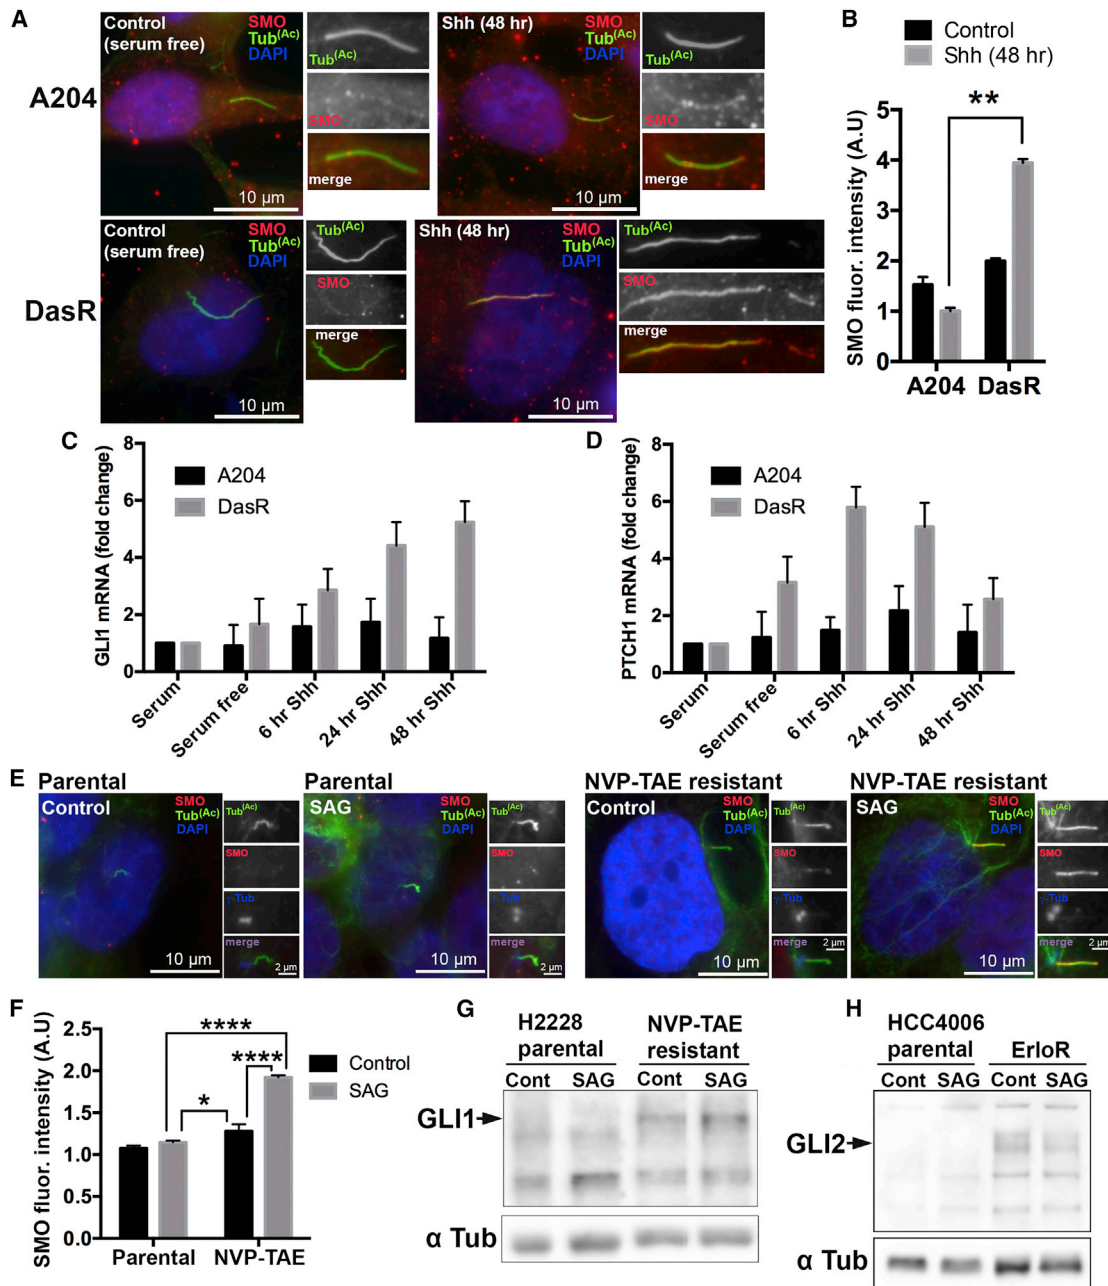 A
Control
(serum free)
SMO
Tub(Ac)
DAPI
10 µm
Tub(Ac)
SMO
merge
Shh (48 hr)
SMO
Tub(Ac)
DAPI
10 µm
Tub(Ac)
SMO
merge
A204
Control
(serum free)
SMO
Tub(Ac)
DAPI
10 µm
Tub(Ac)
SMO
merge
Shh (48 hr)
SMO
Tub(Ac)
DAPI
10 µm
Tub(Ac)
SMO
merge
DasR
B
Control
Shh (48 hr)
**
SMO fluor. intensity (A.U)
5
4
3
2
1
0
A204 DasR
C
GLI1 mRNA (fold change)
8
6
4
2
0
A204
DasR
Serum
Serum free
6 hr Shh
24 hr Shh
48 hr Shh
D
PTCH1 mRNA (fold change)
8
6
4
2
0
A204
DasR
Serum
Serum free
6 hr Shh
24 hr Shh
48 hr Shh
E
Parental
Control
SMO
Tub(Ac)
DAPI
10 µm
Tub(Ac)
SMO
γ-Tub
merge
2 µm
Parental
SAG
SMO
Tub(Ac)
DAPI
10 µm
Tub(Ac)
SMO
γ-Tub
merge
2 µm
NVP-TAE resistant
Control
SMO
Tub(Ac)
DAPI
10 µm
Tub(Ac)
SMO
γ-Tub
merge
2 µm
NVP-TAE resistant
SAG
SMO
Tub(Ac)
DAPI
10 µm
Tub(Ac)
SMO
γ-Tub
merge
2 µm
F
SMO fluor. intensity (A.U)
2.5
2.0
1.5
1.0
0.5
0.0
****
****
*
Control
SAG
Parental NVP-TAE
G
H2228
parental
NVP-TAE
resistant
Cont SAG Cont SAG
GLI1
α Tub
H
HCC4006
parental
ErloR
Cont SAG Cont SAG
GLI2
α Tub